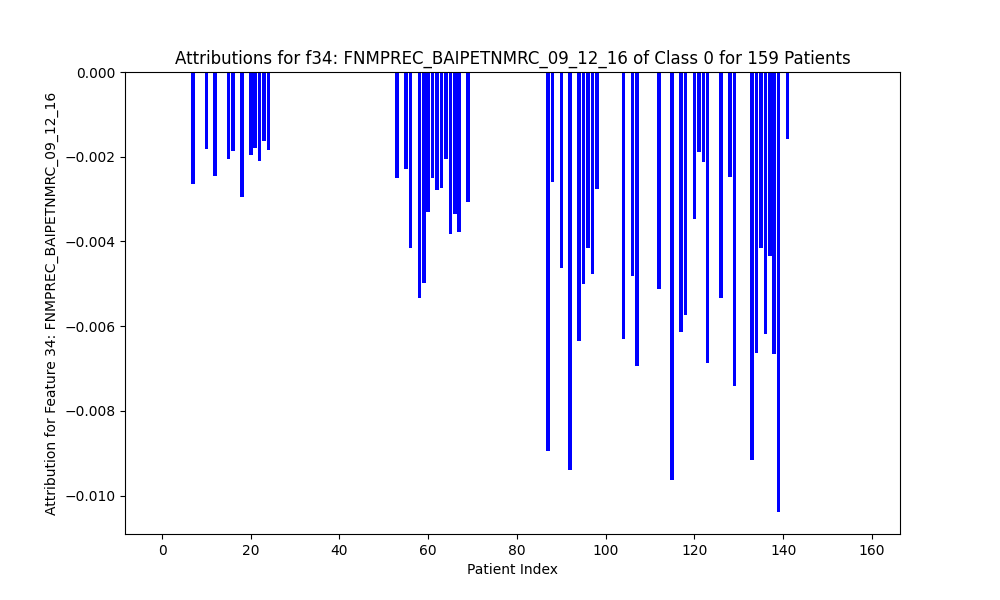 Attributions for f34: FNMPREC_BAIPETNMRC_09_12_16 of Class 0 for 159 Patients
Attribution for Feature 34: FNMPREC_BAIPETNMRC_09_12_16
0.000
−0.002
−0.004
−0.006
−0.008
−0.010
0 20 40 60 80 100 120 140 160
Patient Index